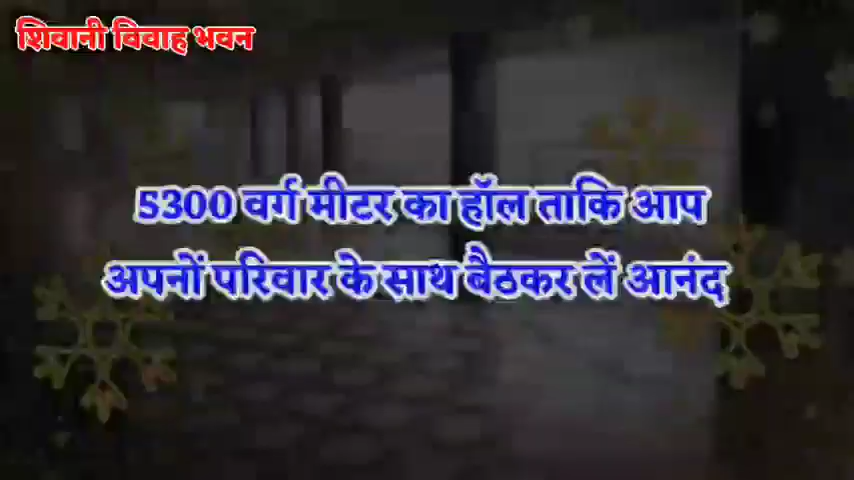 शिवानी विवाह भवन
5300 वर्ग मीटर का हॉल ताकि आप
अपनों परिवार के साथ बैठकर लें आनंद